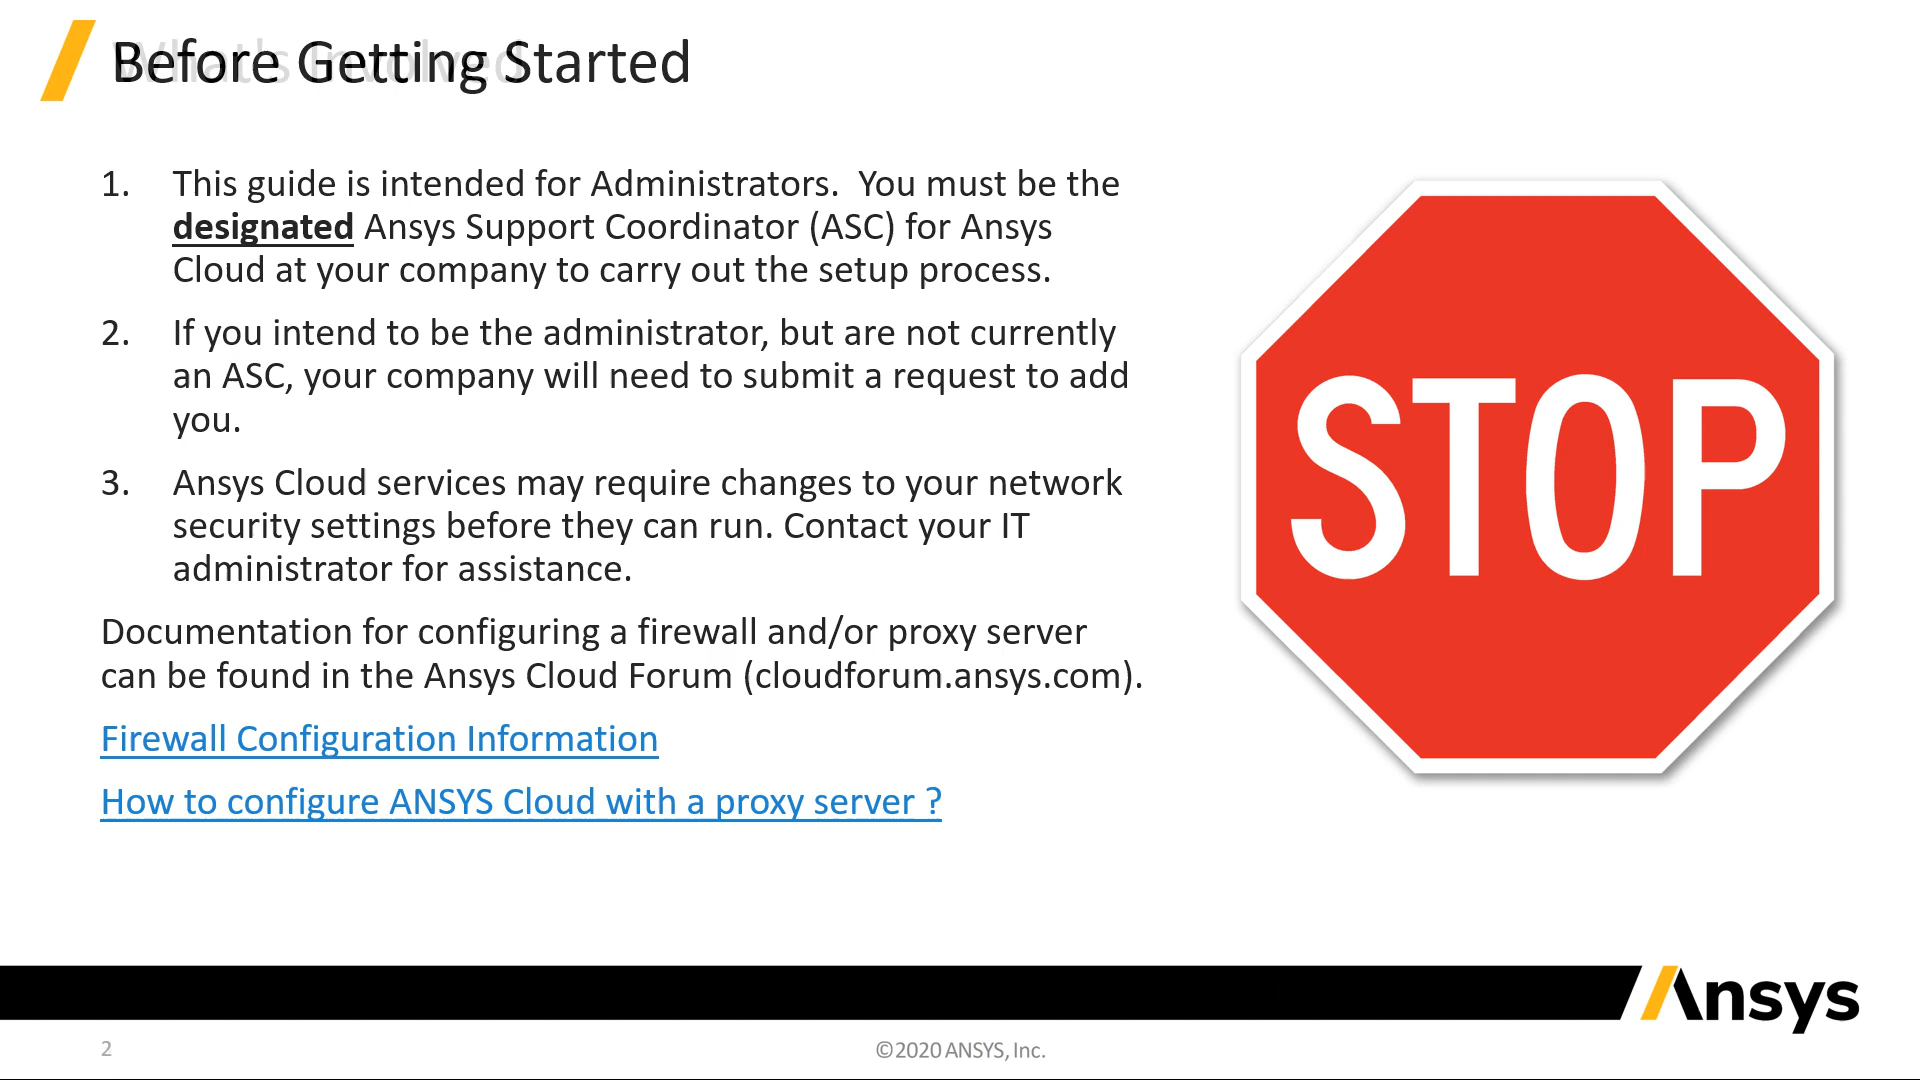 Before Getting Started
What's Involved
1. This guide is intended for Administrators. You must be the
designated Ansys Support Coordinator (ASC) for Ansys
Cloud at your company to carry out the setup process.
2. If you intend to be the administrator, but are not currently
an ASC, your company will need to submit a request to add
you.
3. Ansys Cloud services may require changes to your network
security settings before they can run. Contact your IT
administrator for assistance.
Documentation for configuring a firewall and/or proxy server
can be found in the Ansys Cloud Forum (cloudforum.ansys.com).
Firewall Configuration Information
How to configure ANSYS Cloud with a proxy server ?
STOP
Ansys
2
©2020 ANSYS, Inc.